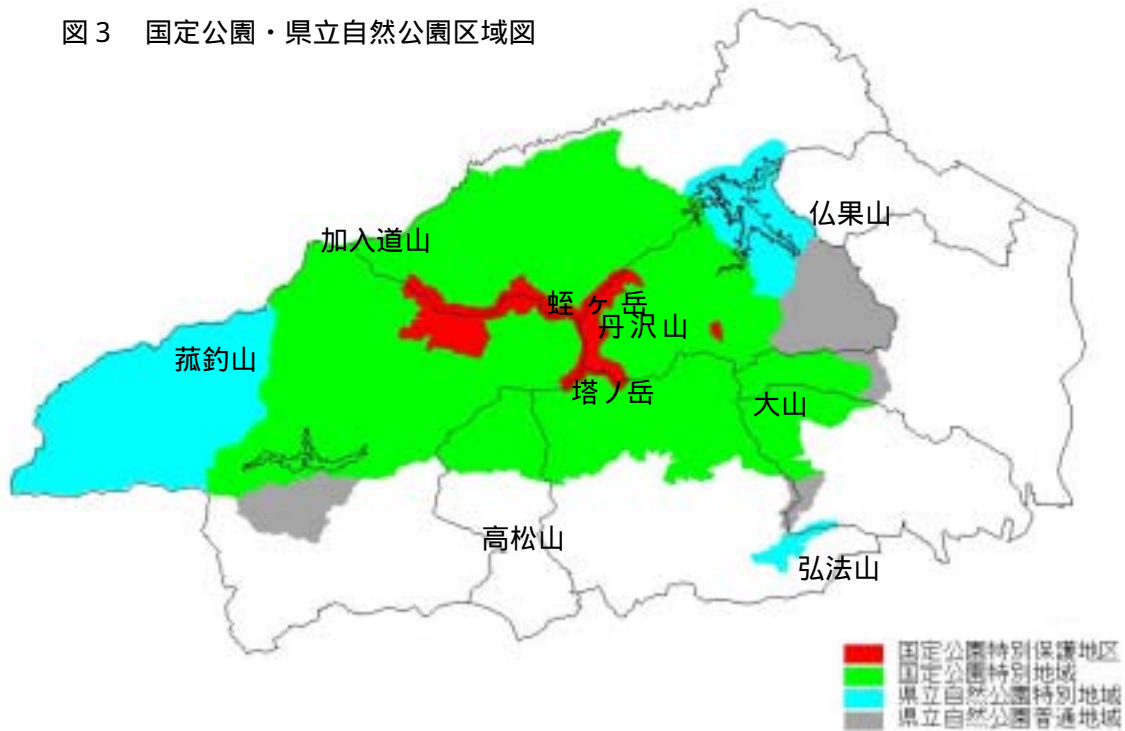 図3 国定公園・県立自然公園区域図
仏果山
加入道山
蛭ヶ岳
丹沢山
菰釣山
塔ノ岳
大山
高松山
弘法山
国定公園特別保護地区
国定公園特別地域
県立自然公園特別地域
県立自然公園普通地域